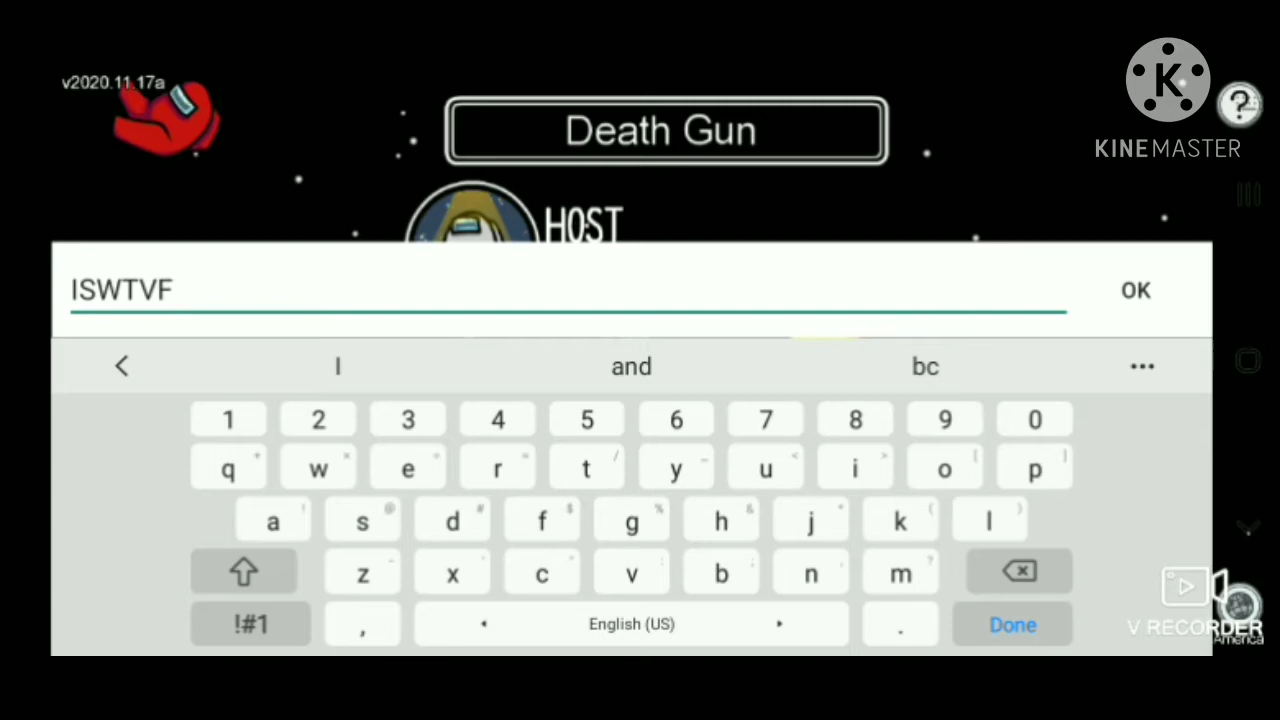 v2020.11.17a
Death Gun
K
KINEMASTER
?
HOST
ISWTVF
OK
< I and bc •••
1 2 3 4 5 6 7 8 9 0
q w e r t y u i o p
a s d f g h j k l
z x c v b n m
!#1 , English (US) . Done
V RECORDER
America